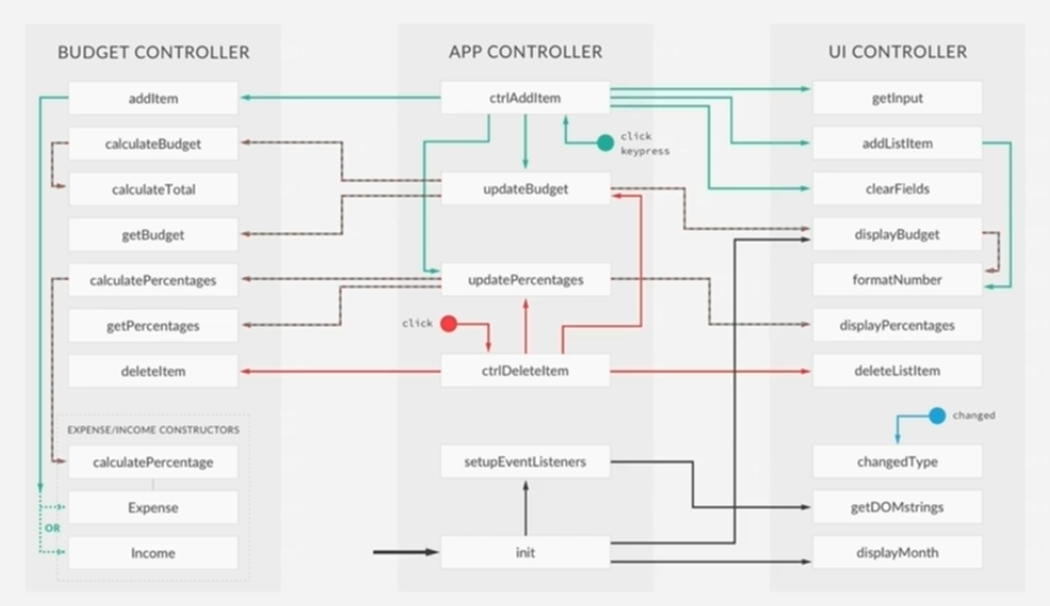 BUDGET CONTROLLER
addItem
calculateBudget
calculateTotal
getBudget
calculatePercentages
getPercentages
deleteItem
EXPENSE/INCOME CONSTRUCTORS
calculatePercentage
Expense
OR
Income
APP CONTROLLER
ctrlAddItem
click
keypress
updateBudget
updatePercentages
click
ctrlDeleteItem
setupEventListeners
init
UI CONTROLLER
getInput
addListItem
clearFields
displayBudget
formatNumber
displayPercentages
deleteListItem
changed
changedType
getDOMstrings
displayMonth